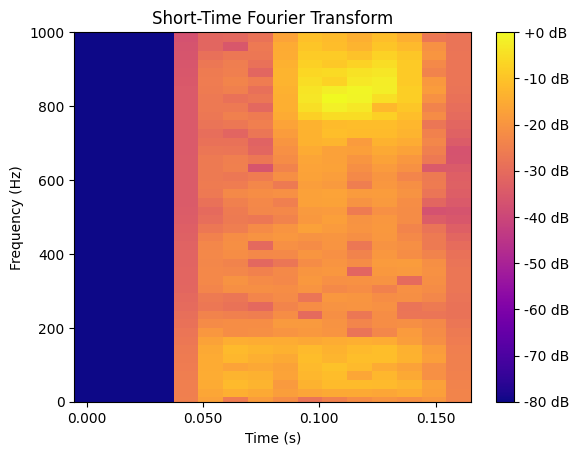 Short-Time Fourier Transform
1000
800
600
400
200
0
Frequency (Hz)
0.000
0.050
0.100
0.150
Time (s)
+0 dB
-10 dB
-20 dB
-30 dB
-40 dB
-50 dB
-60 dB
-70 dB
-80 dB